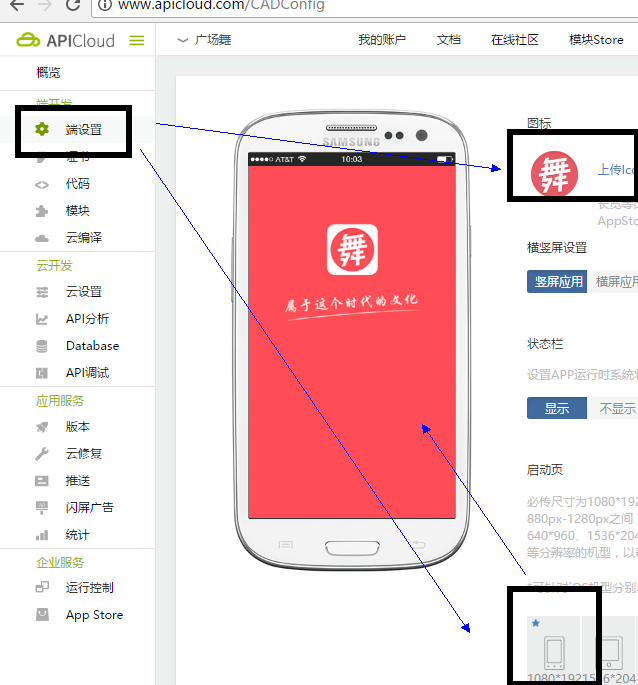 www.apicloud.com/CADConfig
APICloud
广场舞
我的账户
文档
在线社区
模块Store
概览
端开发
端设置
证书
代码
模块
云编译
云开发
云设置
API分析
Database
API调试
应用服务
版本
云修复
推送
闪屏广告
统计
企业服务
运行控制
App Store
SAMSUNG
AT&T
10:03
舞
属于这个时代的文化
图标
舞
上传Ico
长宽等比
AppStor
横竖屏设置
竖屏应用
横屏应用
状态栏
设置APP运行时系统状
显示
不显示
启动页
必传尺寸为1080*192
880px-1280px之间
640*960、1536*204
等分辨率的机型，以
1080*192
1536*204